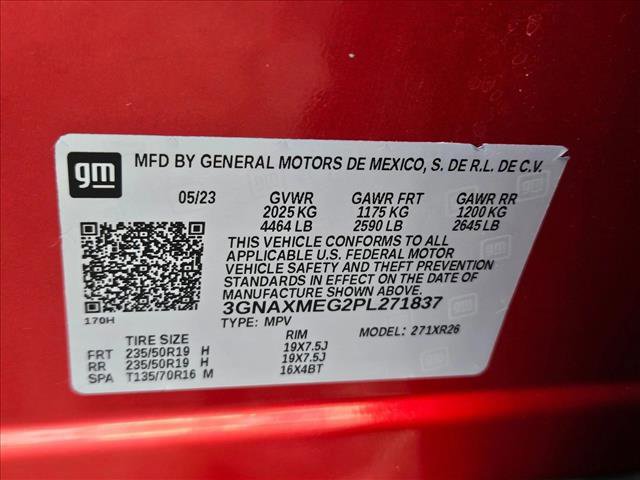 gm
MFD BY GENERAL MOTORS DE MEXICO, S. DE R.L. DE C.V.
05/23 GVWR GAWR FRT GAWR RR
2025 KG 1175 KG 1200 KG
4464 LB 2590 LB 2645 LB
THIS VEHICLE CONFORMS TO ALL
APPLICABLE U.S. FEDERAL MOTOR
VEHICLE SAFETY AND THEFT PREVENTION
STANDARDS IN EFFECT ON THE DATE OF
MANUFACTURE SHOWN ABOVE.
3GNAXMEG2PL271837
170H TYPE: MPV MODEL: 271XR26
TIRE SIZE RIM
FRT 235/50R19 H 19X7.5J
RR 235/50R19 H 19X7.5J
SPA T135/70R16 M 16X4BT